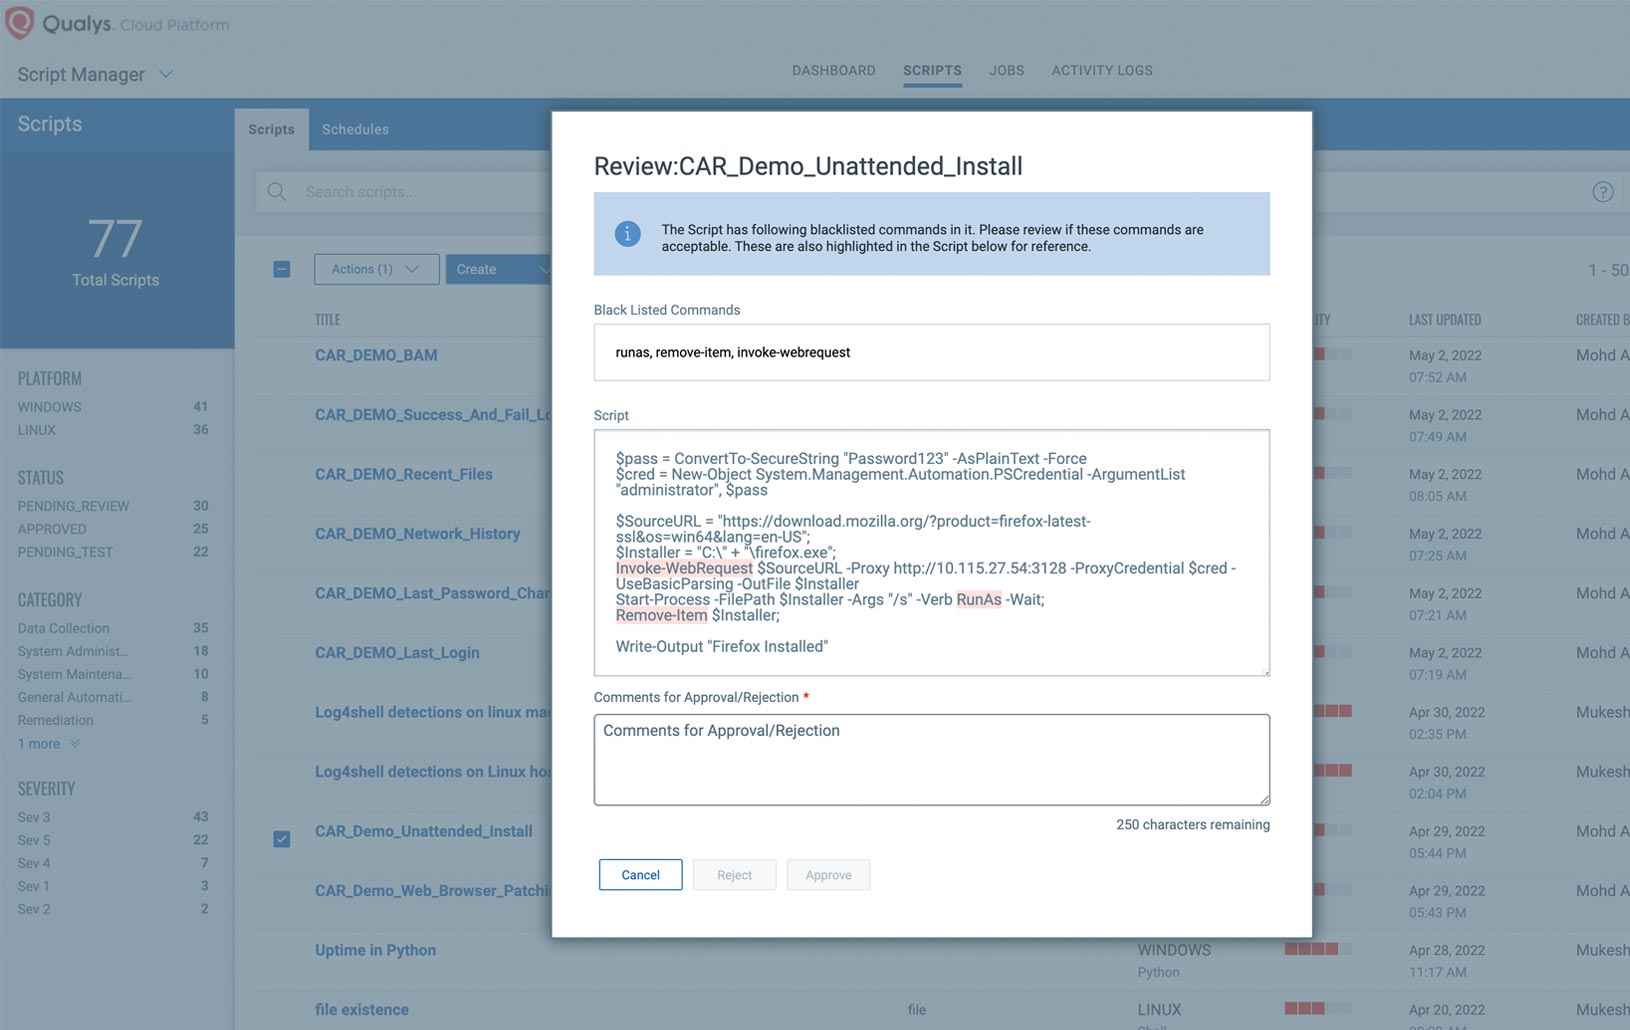 Qualys. Cloud Platform
Script Manager
DASHBOARD SCRIPTS JOBS ACTIVITY LOGS
Scripts
Scripts Schedules
Search scripts...
77
Total Scripts
Actions (1) Create
1 - 50
TITLE LAST UPDATED CREATED B
PLATFORM
WINDOWS 41
LINUX 36
STATUS
PENDING_REVIEW 30
APPROVED 25
PENDING_TEST 22
CATEGORY
Data Collection 35
System Administ... 18
System Maintena... 10
General Automati... 8
Remediation 5
1 more
SEVERITY
Sev 3 43
Sev 5 22
Sev 4 7
Sev 1 3
Sev 2 2
CAR_DEMO_BAM May 2, 2022 Mohd A
07:52 AM
CAR_DEMO_Success_And_Fail_Lo May 2, 2022 Mohd A
07:49 AM
CAR_DEMO_Recent_Files May 2, 2022 Mohd A
08:05 AM
CAR_DEMO_Network_History May 2, 2022 Mohd A
07:25 AM
CAR_DEMO_Last_Password_Char May 2, 2022 Mohd A
07:21 AM
CAR_DEMO_Last_Login May 2, 2022 Mohd A
07:19 AM
Log4shell detections on linux ma Apr 30, 2022 Mukesh
02:35 PM
Log4shell detections on Linux ho Apr 30, 2022 Mukesh
02:04 PM
CAR_Demo_Unattended_Install Apr 29, 2022 Mohd A
05:44 PM
CAR_Demo_Web_Browser_Patchi Apr 29, 2022 Mohd A
05:43 PM
Uptime in Python WINDOWS Apr 28, 2022 Mukesh
Python 11:17 AM
file existence file LINUX Apr 20, 2022 Mukesh
Review:CAR_Demo_Unattended_Install
The Script has following blacklisted commands in it. Please review if these commands are
acceptable. These are also highlighted in the Script below for reference.
Black Listed Commands
runas, remove-item, invoke-webrequest
Script
$pass = ConvertTo-SecureString "Password123" -AsPlainText -Force
$cred = New-Object System.Management.Automation.PSCredential -ArgumentList
"administrator", $pass
$SourceURL = "https://download.mozilla.org/?product=firefox-latest-
ssl&os=win64&lang=en-US";
$Installer = "C:\" + "\firefox.exe";
Invoke-WebRequest $SourceURL -Proxy http://10.115.27.54:3128 -ProxyCredential $cred -
UseBasicParsing -OutFile $Installer
Start-Process -FilePath $Installer -Args "/s" -Verb RunAs -Wait;
Remove-Item $Installer;
Write-Output "Firefox Installed"
Comments for Approval/Rejection *
Comments for Approval/Rejection
250 characters remaining
Cancel Reject Approve